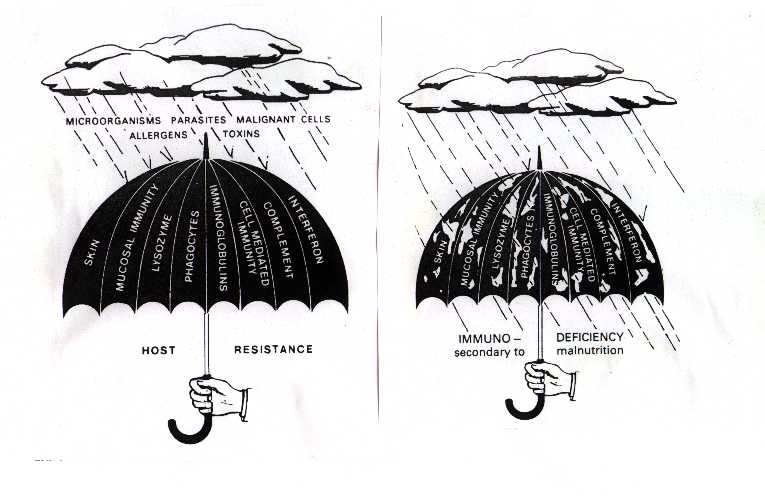 MICROORGANISMS PARASITES MALIGNANT CELLS
ALLERGENS TOXINS
SKIN
MUCOSAL IMMUNITY
LYSOZYME
PHAGOCYTES
IMMUNOGLOBULINS
CELL MEDIATED
IMMUNITY
COMPLEMENT
INTERFERON
HOST RESISTANCE
SKIN
MUCOSAL IMMUNITY
LYSOZYME
PHAGOCYTES
IMMUNOGLOBULINS
CELL MEDIATED
IMMUNITY
COMPLEMENT
INTERFERON
IMMUNO – DEFICIENCY
secondary to malnutrition